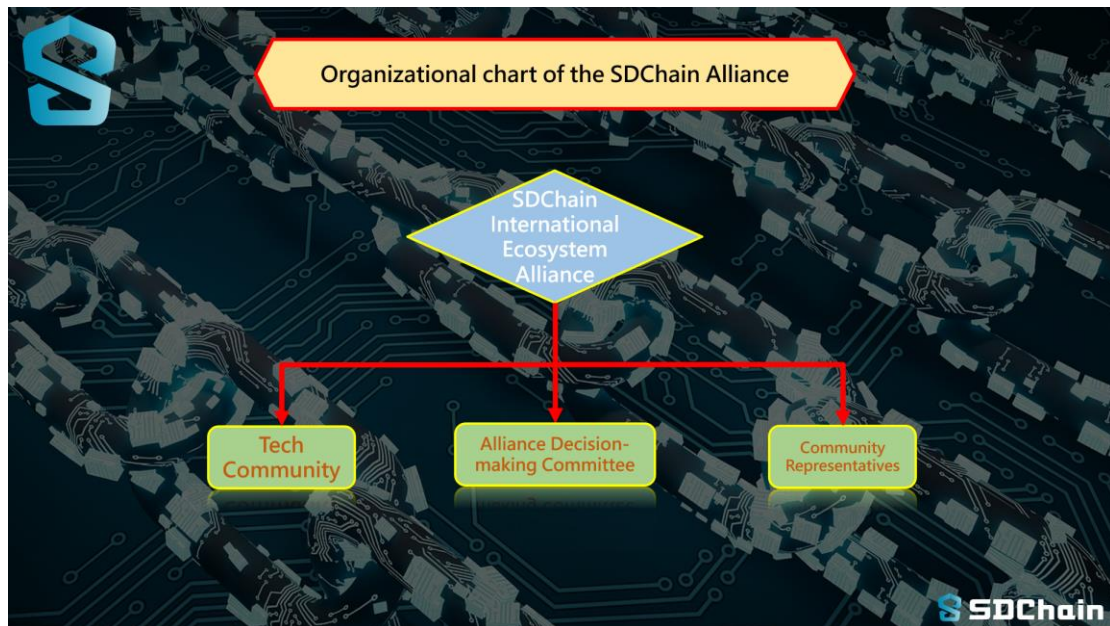 Organizational chart of the SDChain Alliance
SDChain
International
Ecosystem
Alliance
Tech
Community
Alliance Decision-
making Committee
Community
Representatives
SDChain